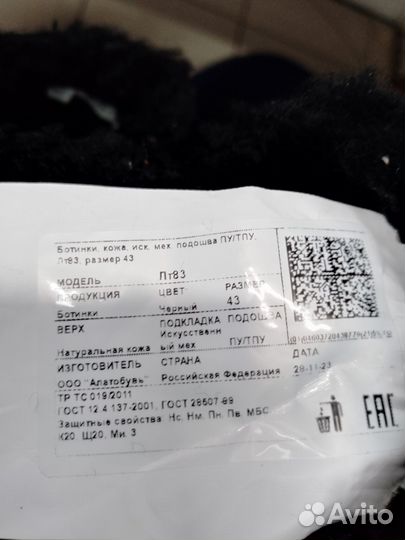 Ботинки, кожа, иск. мех, подошва ПУ/ТПУ,
Лт83, размер 43
МОДЕЛЬ Лт83
ПРОДУКЦИЯ ЦВЕТ РАЗМЕР
Ботинки Черный 43
ВЕРХ ПОДКЛАДКА ПОДОШВА
Искусственн
Натуральная кожа ый мех ПУ/ТПУ
ИЗГОТОВИТЕЛЬ СТРАНА ДАТА
ООО "Алатобувь" Российская Федерация 28-11-23
ТР ТС 019/2011
ГОСТ 12.4.137-2001, ГОСТ 28507-99
Защитные свойства: Нс, Нм, Пн, Пв, МБС,
К20, Щ20, Ми, З
EAC
Avito